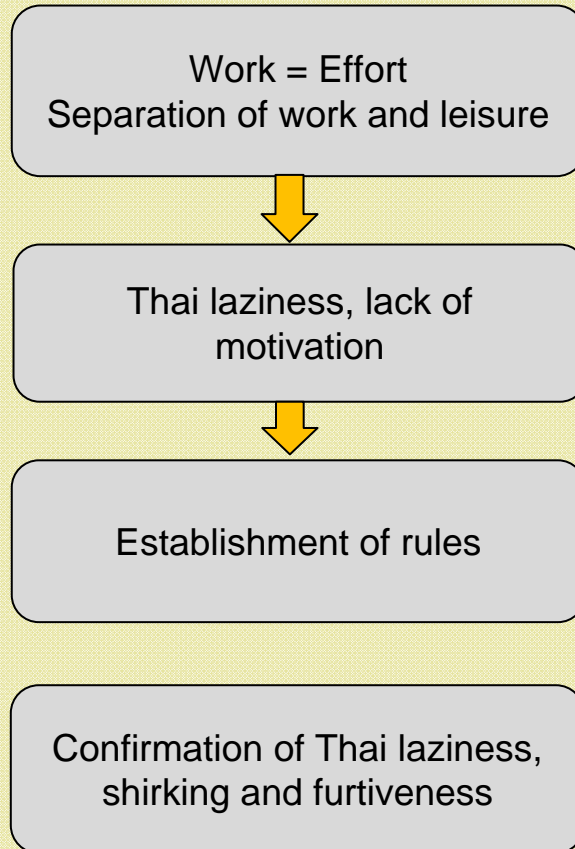 Work = Effort
Separation of work and leisure
Thai laziness, lack of
motivation
Establishment of rules
Confirmation of Thai laziness,
shirking and furtiveness